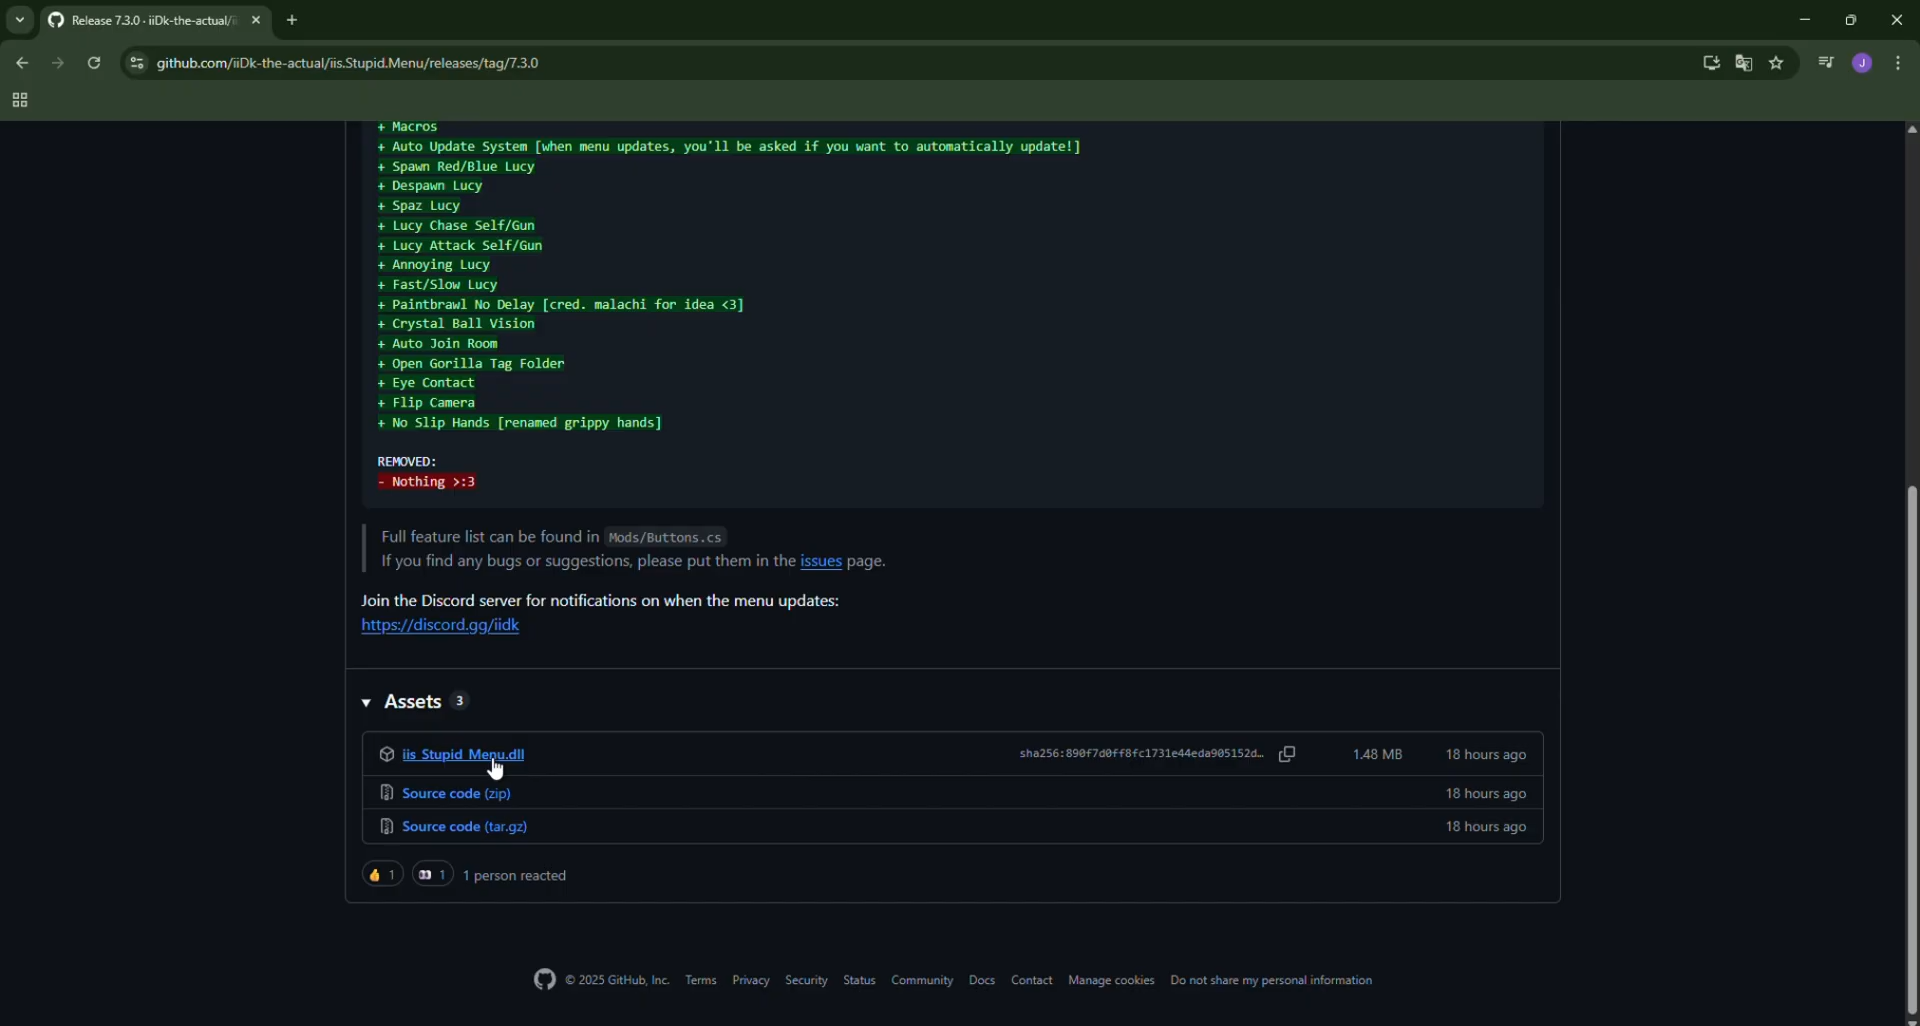 Release 7.3.0 · iiDk-the-actual/ii
github.com/iiDk-the-actual/iis.Stupid.Menu/releases/tag/7.3.0
J
+ Macros
+ Auto Update System [when menu updates, you'll be asked if you want to automatically update!]
+ Spawn Red/Blue Lucy
+ Despawn Lucy
+ Spaz Lucy
+ Lucy Chase Self/Gun
+ Lucy Attack Self/Gun
+ Annoying Lucy
+ Fast/Slow Lucy
+ Paintbrawl No Delay [cred. malachi for idea <3]
+ Crystal Ball Vision
+ Auto Join Room
+ Open Gorilla Tag Folder
+ Eye Contact
+ Flip Camera
+ No Slip Hands [renamed grippy hands]
REMOVED:
- Nothing >:3
Full feature list can be found in Mods/Buttons.cs
If you find any bugs or suggestions, please put them in the issues page.
Join the Discord server for notifications on when the menu updates:
https://discord.gg/iidk
Assets 3
iis_Stupid_Menu.dll sha256:890f7d0ff8fc1731e44eda905152d… 1.48 MB 18 hours ago
Source code (zip) 18 hours ago
Source code (tar.gz) 18 hours ago
👍 1 👀 1 1 person reacted
© 2025 GitHub, Inc. Terms Privacy Security Status Community Docs Contact Manage cookies Do not share my personal information